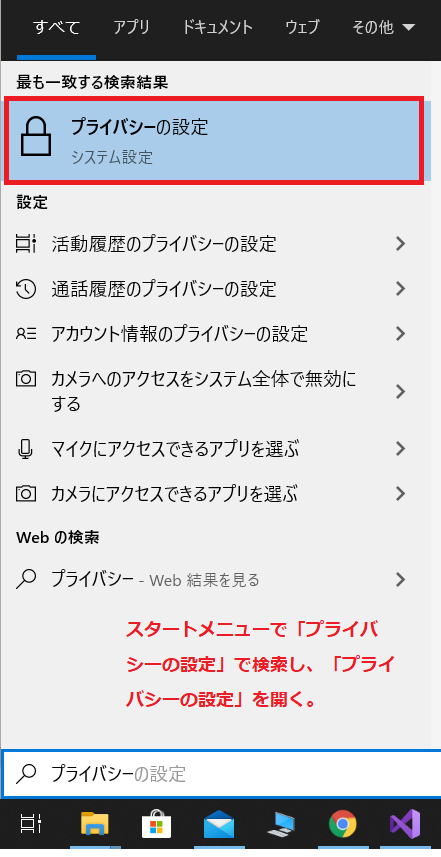 すべて アプリ ドキュメント ウェブ その他
最も一致する検索結果
プライバシーの設定
システム設定
設定
活動履歴のプライバシーの設定
通話履歴のプライバシーの設定
アカウント情報のプライバシーの設定
カメラへのアクセスをシステム全体で無効に
する
マイクにアクセスできるアプリを選ぶ
カメラにアクセスできるアプリを選ぶ
Web の検索
プライバシー - Web 結果を見る
スタートメニューで「プライバ
シーの設定」で検索し、「プライ
バシーの設定」を開く。
プライバシーの設定